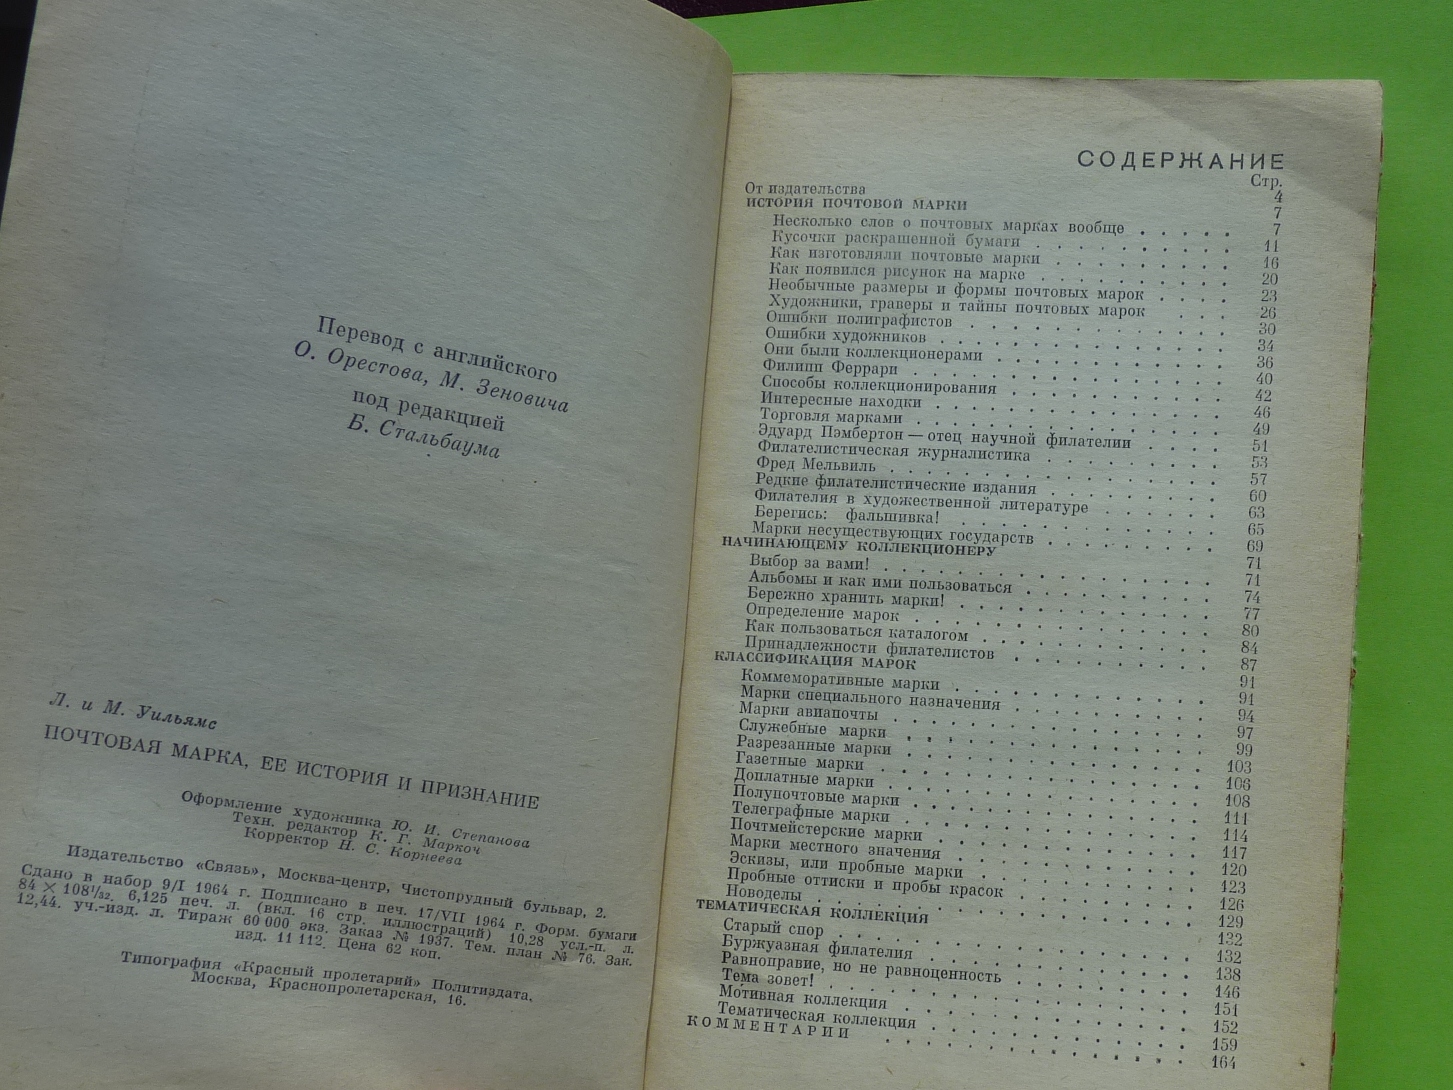 Перевод с английского
О. Орестова, М. Зеновича
под редакцией
Б. Стальбаума
Л. и М. Уильямс
ПОЧТОВАЯ МАРКА, ЕЕ ИСТОРИЯ И ПРИЗНАНИЕ
Оформление художника Ю. И. Степанова
Техн. редактор К. Г. Маркоч
Корректор Н. С. Корнеева
Издательство «Связь», Москва-центр, Чистопрудный бульвар, 2.
Сдано в набор 9/I 1964 г. Подписано в печ. 17/VII 1964 г. Форм. бумаги
84 × 108 1/32. 6,125 печ. л. (вкл. 16 стр. иллюстраций) 10,28 усл.-п. л.
12,44. уч.-изд. л. Тираж 60 000 экз. Заказ № 1937. Тем. план № 76. Зак.
изд. 11 112. Цена 62 коп.
Типография «Красный пролетарий» Политиздата,
Москва, Краснопролетарская, 16.
СОДЕРЖАНИЕ
Стр.
От издательства 4
ИСТОРИЯ ПОЧТОВОЙ МАРКИ 7
Несколько слов о почтовых марках вообще . . . . . 7
Кусочки раскрашенной бумаги . . . . . 11
Как изготовляли почтовые марки . . . . . 16
Как появился рисунок на марке . . . . . 20
Необычные размеры и формы почтовых марок . . . . 23
Художники, граверы и тайны почтовых марок . . . 26
Ошибки полиграфистов . . . . . 30
Ошибки художников . . . . . 34
Они были коллекционерами . . . . . 36
Филипп Феррари . . . . . 40
Способы коллекционирования . . . . . 42
Интересные находки . . . . . 46
Торговля марками . . . . . 49
Эдуард Пэмбертон — отец научной филателии . . . . 51
Филателистическая журналистика . . . . . 53
Фред Мельвиль . . . . . 57
Редкие филателистические издания . . . . . 60
Филателия в художественной литературе . . . . . 63
Берегись: фальшивка! . . . . . 65
Марки несуществующих государств . . . . . 69
НАЧИНАЮЩЕМУ КОЛЛЕКЦИОНЕРУ 71
Выбор за вами! . . . . . 71
Альбомы и как ими пользоваться . . . . . 74
Бережно хранить марки! . . . . . 77
Определение марок . . . . . 80
Как пользоваться каталогом . . . . . 84
Принадлежности филателистов . . . . . 87
КЛАССИФИКАЦИЯ МАРОК 91
Коммеморативные марки . . . . . 91
Марки специального назначения . . . . . 94
Марки авиапочты . . . . . 97
Служебные марки . . . . . 99
Разрезанные марки . . . . . 103
Газетные марки . . . . . 106
Доплатные марки . . . . . 108
Полупочтовые марки . . . . . 111
Телеграфные марки . . . . . 114
Почтмейстерские марки . . . . . 117
Марки местного значения . . . . . 120
Эскизы, или пробные марки . . . . . 123
Пробные оттиски и пробы красок . . . . . 126
Новоделы . . . . . 129
ТЕМАТИЧЕСКАЯ КОЛЛЕКЦИЯ 132
Старый спор . . . . . 132
Буржуазная филателия . . . . . 138
Равноправие, но не равноценность . . . . . 146
Тема зовет! . . . . . 151
Мотивная коллекция . . . . . 152
Тематическая коллекция . . . . . 159
КОММЕНТАРИИ . . . . . 164